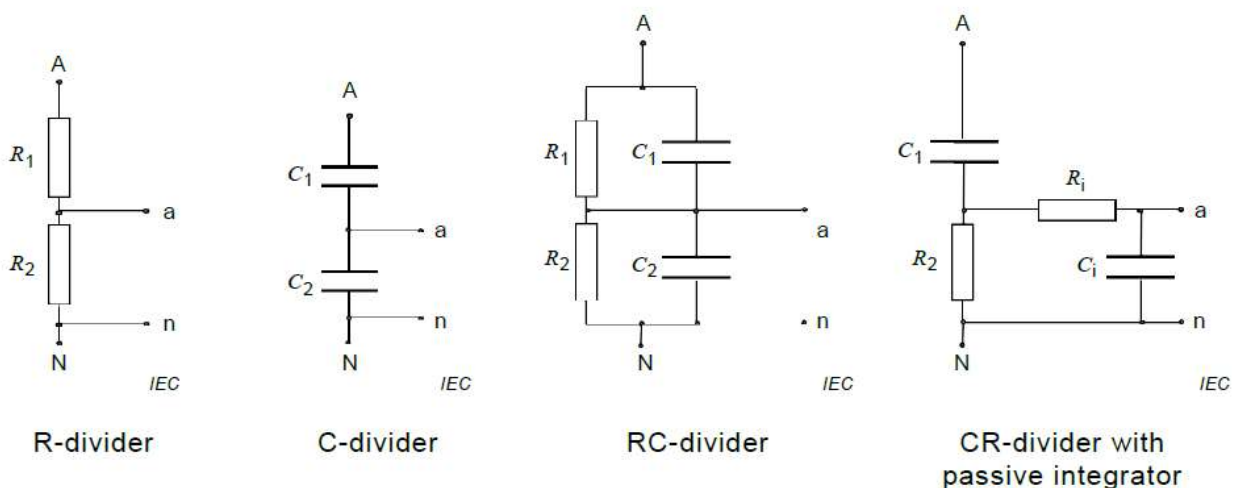 A
R1
a
R2
n
N
IEC
R-divider
A
C1
a
C2
n
N
IEC
C-divider
A
R1
C1
a
R2
C2
n
N
IEC
RC-divider
A
C1
Ri
a
R2
Ci
n
N
IEC
CR-divider with
passive integrator